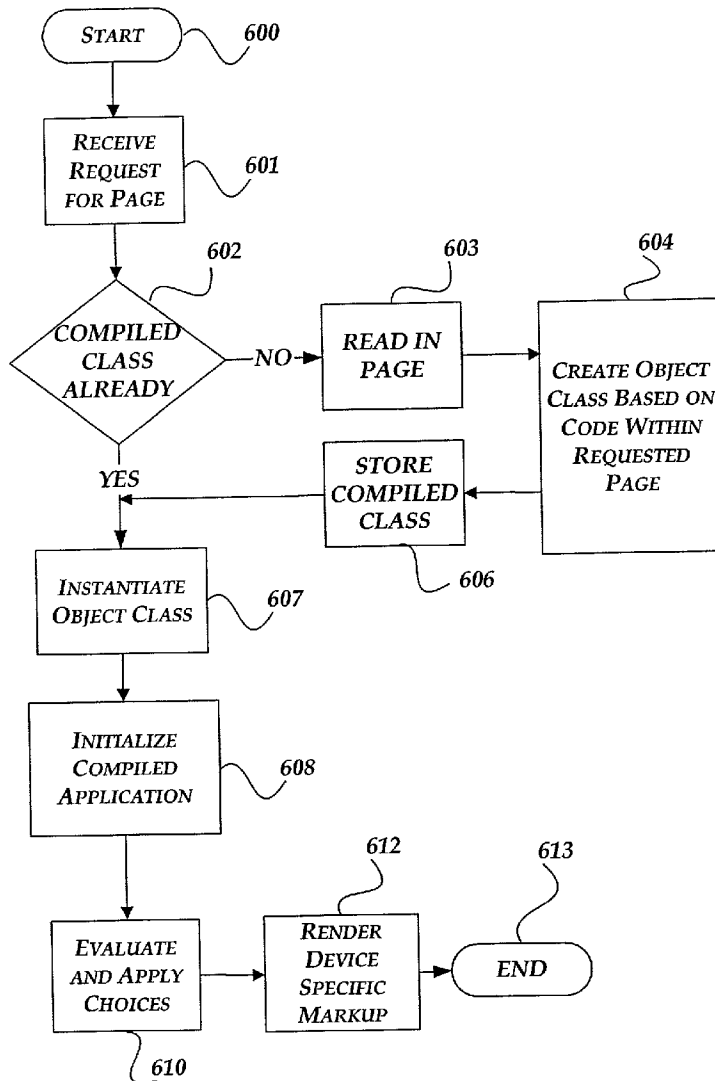 START
600
RECEIVE
REQUEST
FOR PAGE
601
602
COMPILED
CLASS
ALREADY
NO
603
READ IN
PAGE
604
CREATE OBJECT
CLASS BASED ON
CODE WITHIN
REQUESTED
PAGE
YES
STORE
COMPILED
CLASS
606
INSTANTIATE
OBJECT CLASS
607
INITIALIZE
COMPILED
APPLICATION
608
EVALUATE
AND APPLY
CHOICES
610
612
RENDER
DEVICE
SPECIFIC
MARKUP
613
END